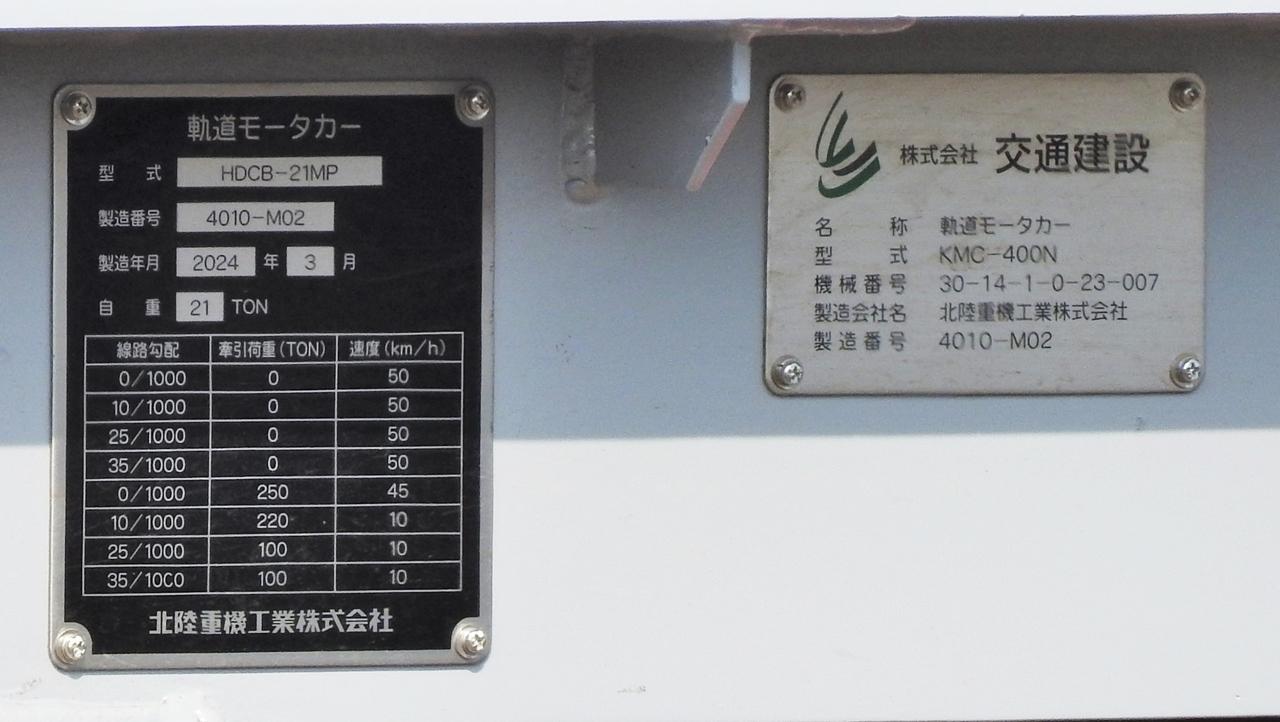 軌道モータカー
型 式 HDCB-21MP
製造番号 4010-M02
製造年月 2024 年 3 月
自 重 21 TON
線路勾配 牽引荷重(TON) 速度(km/h)
0/1000 0 50
10/1000 0 50
25/1000 0 50
35/1000 0 50
0/1000 250 45
10/1000 220 10
25/1000 100 10
35/10C0 100 10
北陸重機工業株式会社
株式会社 交通建設
名 称 軌道モータカー
型 式 KMC-400N
機械番号 30-14-1-0-23-007
製造会社名 北陸重機工業株式会社
製造番号 4010-M02